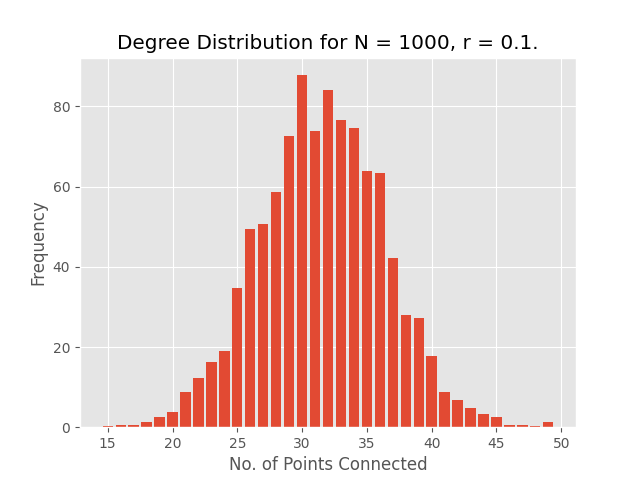 Degree Distribution for N = 1000, r = 0.1.
Frequency
80
60
40
20
0
15 20 25 30 35 40 45 50
No. of Points Connected